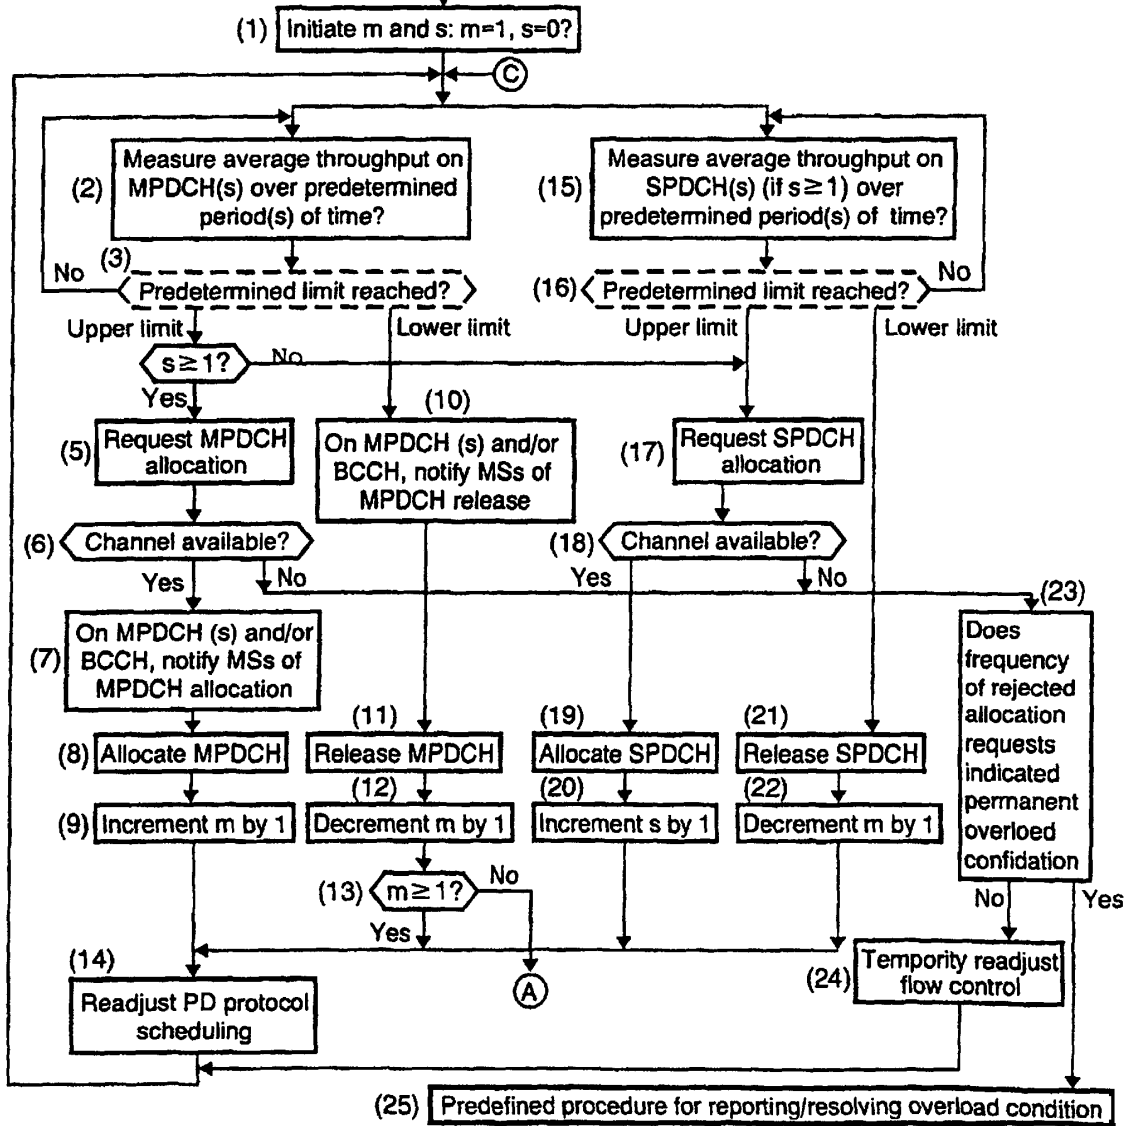 (1) Initiate m and s: m=1, s=0?
C
(2) Measure average throughput on
MPDCH(s) over predetermined
period(s) of time?
(15) Measure average throughput on
SPDCH(s) (if s≥1) over
predetermined period(s) of time?
(3)
No
Predetermined limit reached?
(16) Predetermined limit reached?
No
Upper limit
Lower limit
Upper limit
Lower limit
s≥1?
No
Yes
(5) Request MPDCH
allocation
(10)
On MPDCH (s) and/or
BCCH, notify MSs of
MPDCH release
(17) Request SPDCH
allocation
(6) Channel available?
Yes
No
(18) Channel available?
Yes
No
(7) On MPDCH (s) and/or
BCCH, notify MSs of
MPDCH allocation
(23)
Does
frequency
of rejected
allocation
requests
indicated
permanent
overloed
confidation
No
Yes
(8) Allocate MPDCH
(11)
Release MPDCH
(19)
Allocate SPDCH
(21)
Release SPDCH
(9) Increment m by 1
(12)
Decrement m by 1
(20)
Increment s by 1
(22)
Decrement m by 1
(13) m≥1?
No
Yes
A
(14)
Readjust PD protocol
scheduling
(24) Tempority readjust
flow control
(25) Predefined procedure for reporting/resolving overload condition